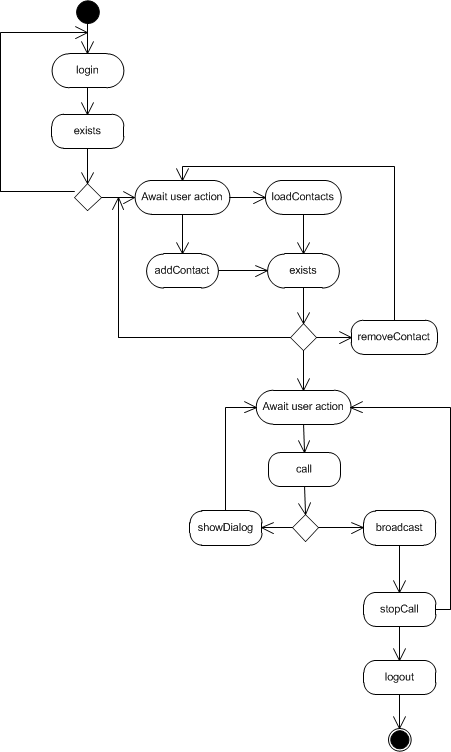 login
exists
Await user action
loadContacts
addContact
exists
removeContact
Await user action
call
showDialog
broadcast
stopCall
logout